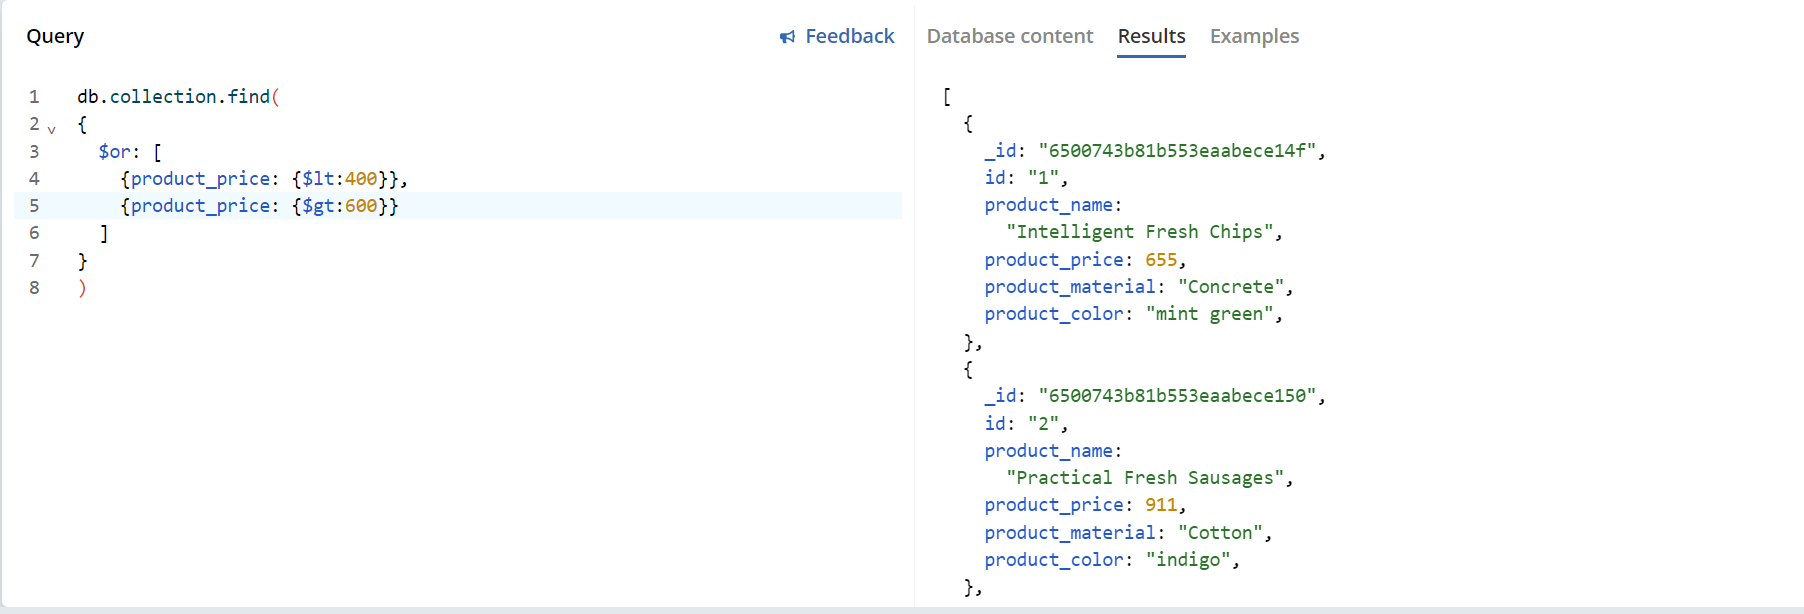 Query
Feedback
1 db.collection.find(
2 {
3 $or: [
4 {product_price: {$lt:400}},
5 {product_price: {$gt:600}}
6 ]
7 }
8 )
Database content Results Examples
[
{
_id: "6500743b81b553eaabece14f",
id: "1",
product_name:
"Intelligent Fresh Chips",
product_price: 655,
product_material: "Concrete",
product_color: "mint green",
},
{
_id: "6500743b81b553eaabece150",
id: "2",
product_name:
"Practical Fresh Sausages",
product_price: 911,
product_material: "Cotton",
product_color: "indigo",
},